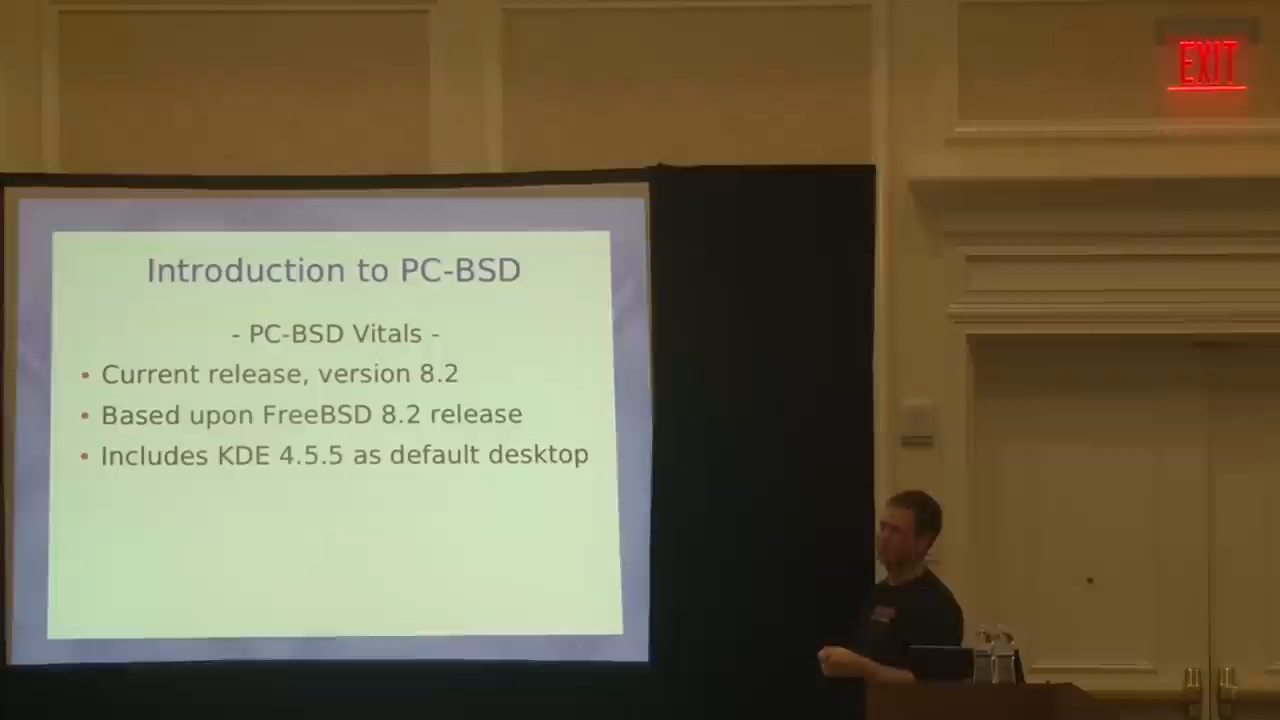 EXIT
Introduction to PC-BSD
- PC-BSD Vitals -
• Current release, version 8.2
• Based upon FreeBSD 8.2 release
• Includes KDE 4.5.5 as default desktop